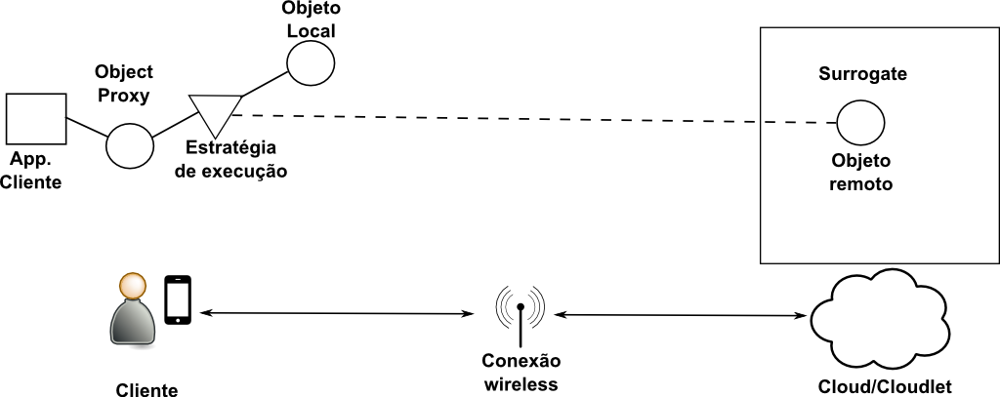 Objeto
Local
Object
Proxy
Surrogate
App.
Cliente
Estratégia
de execução
Objeto
remoto
Conexão
wireless
Cliente
Cloud/Cloudlet